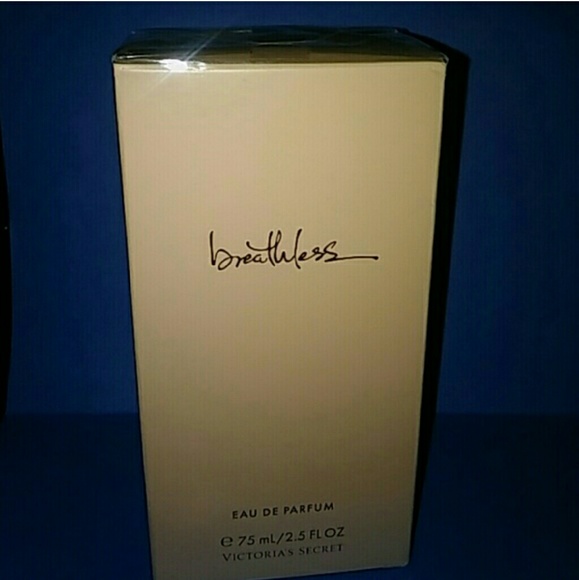 breathless
EAU DE PARFUM
℮ 75 mL/2.5 FL OZ
VICTORIA'S SECRET